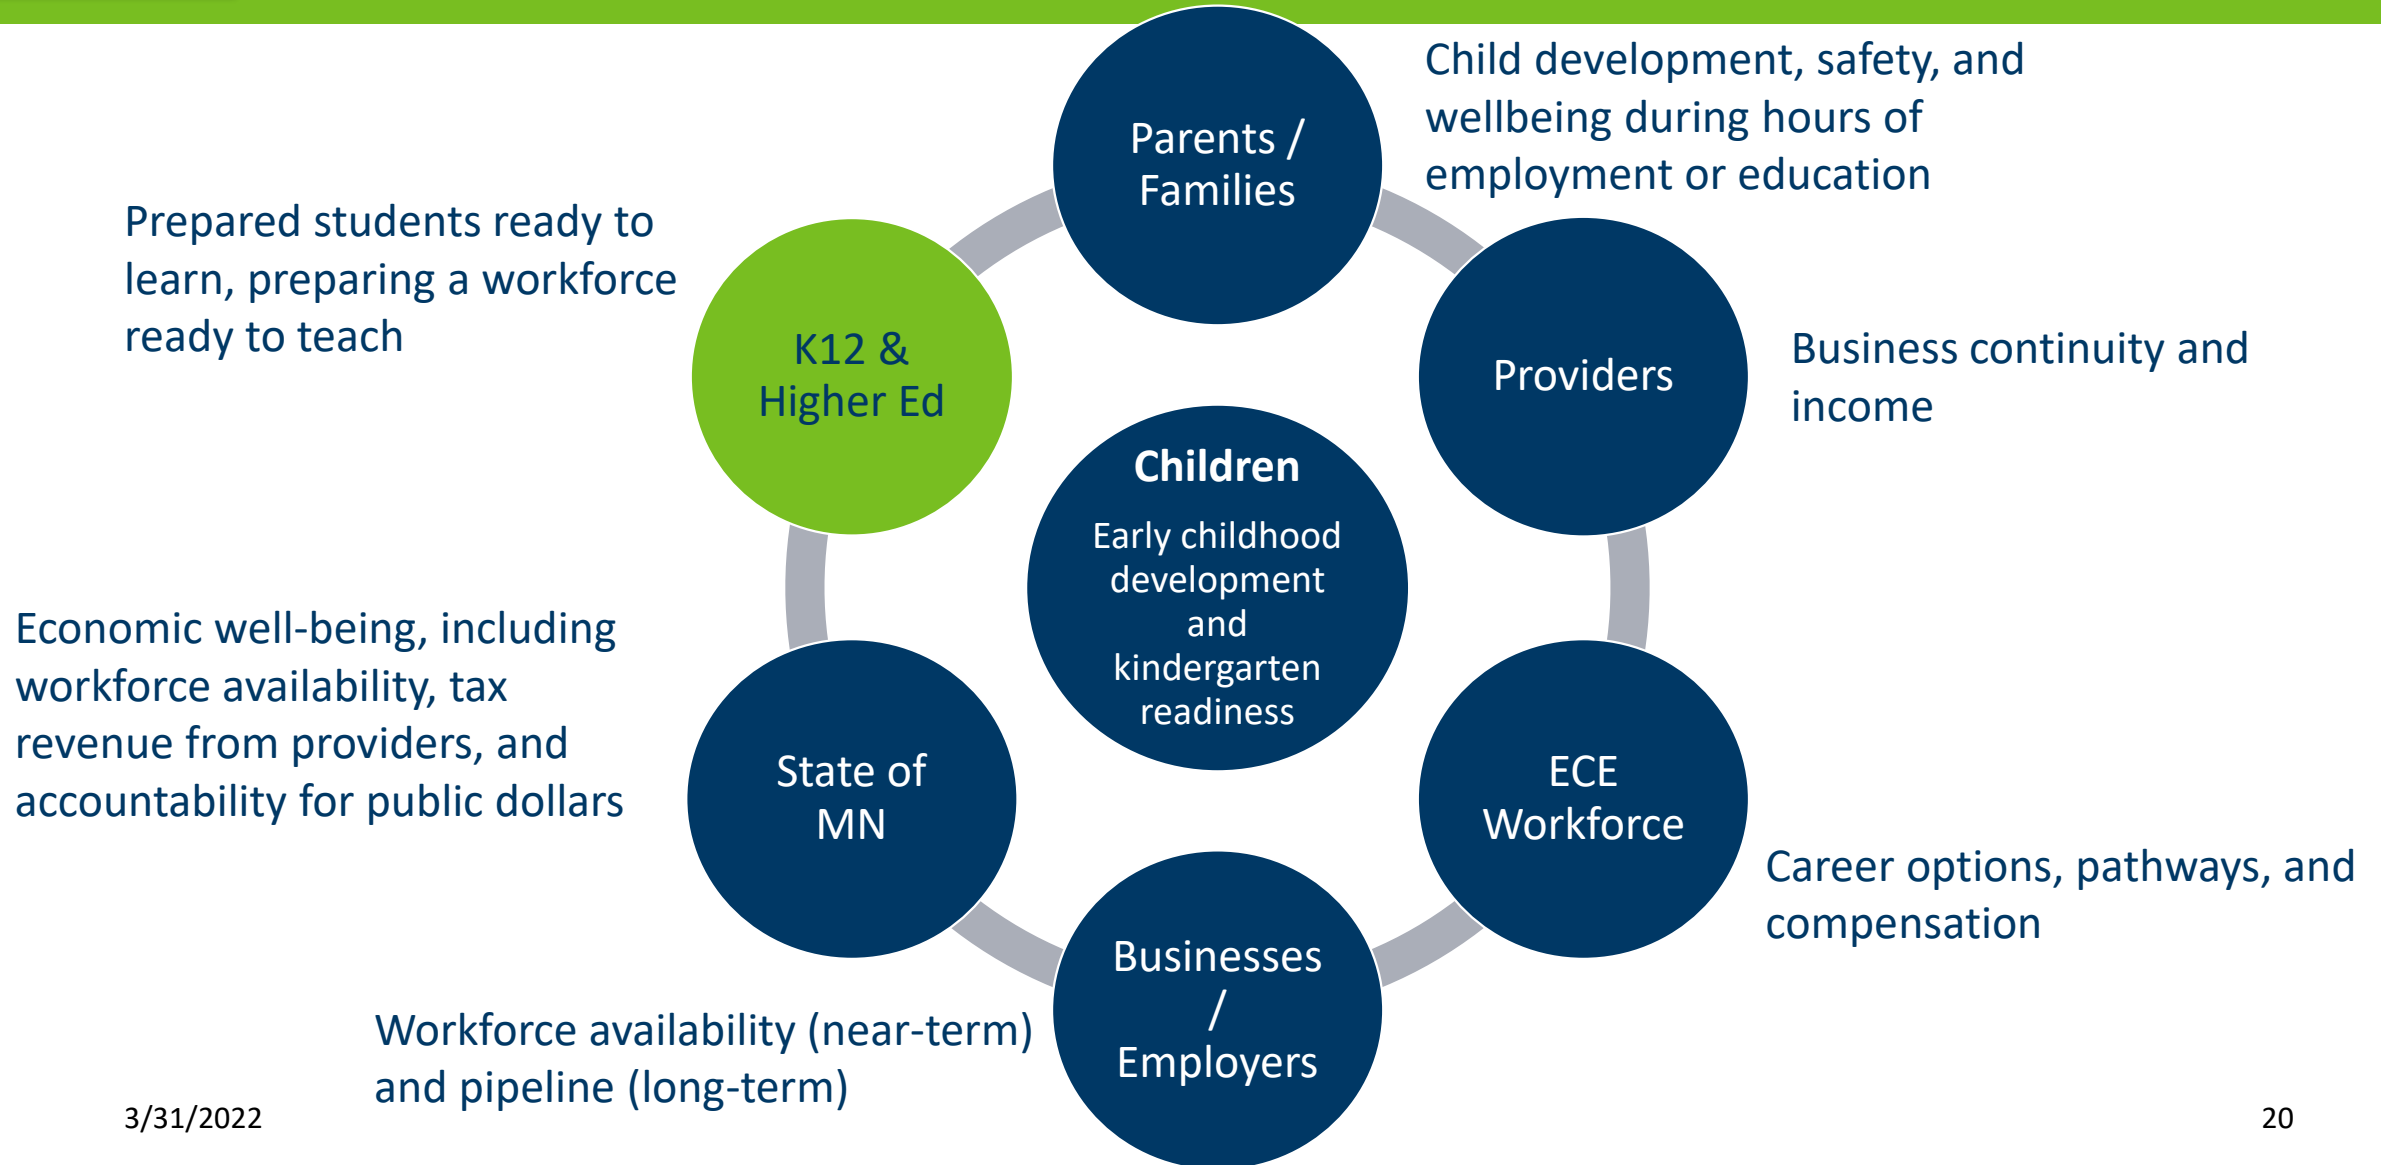 Parents /
Families
Child development, safety, and
wellbeing during hours of
employment or education
Prepared students ready to
learn, preparing a workforce
ready to teach
K12 &
Higher Ed
Providers
Business continuity and
income
Children
Early childhood
development
and
kindergarten
readiness
Economic well-being, including
workforce availability, tax
revenue from providers, and
accountability for public dollars
State of
MN
ECE
Workforce
Career options, pathways, and
compensation
Businesses
/
Employers
Workforce availability (near-term)
and pipeline (long-term)
3/31/2022
20